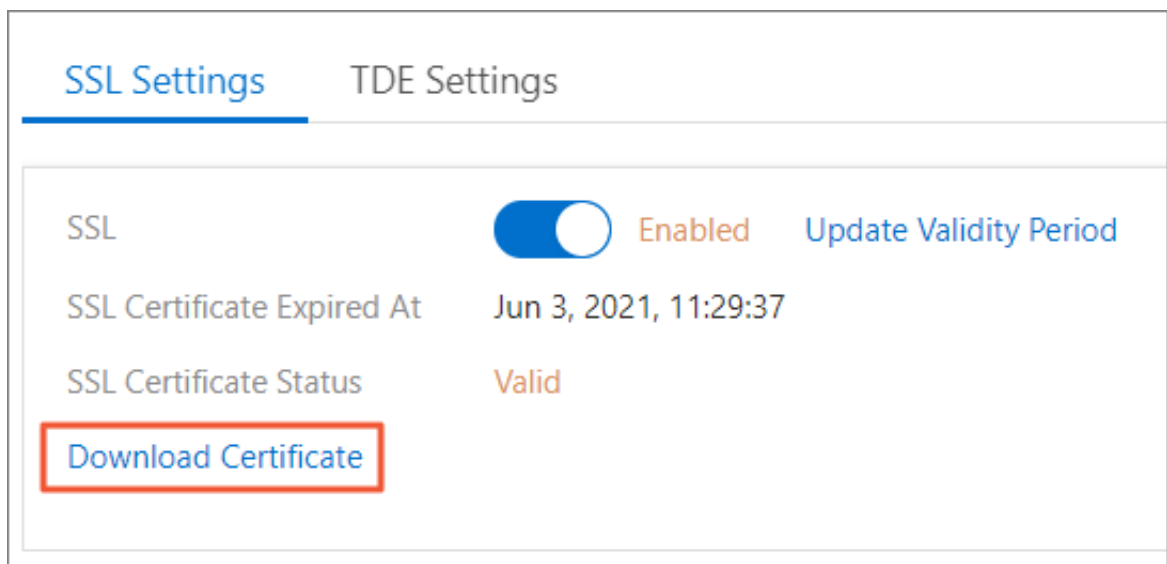 SSL Settings TDE Settings
SSL Enabled Update Validity Period
SSL Certificate Expired At Jun 3, 2021, 11:29:37
SSL Certificate Status Valid
Download Certificate